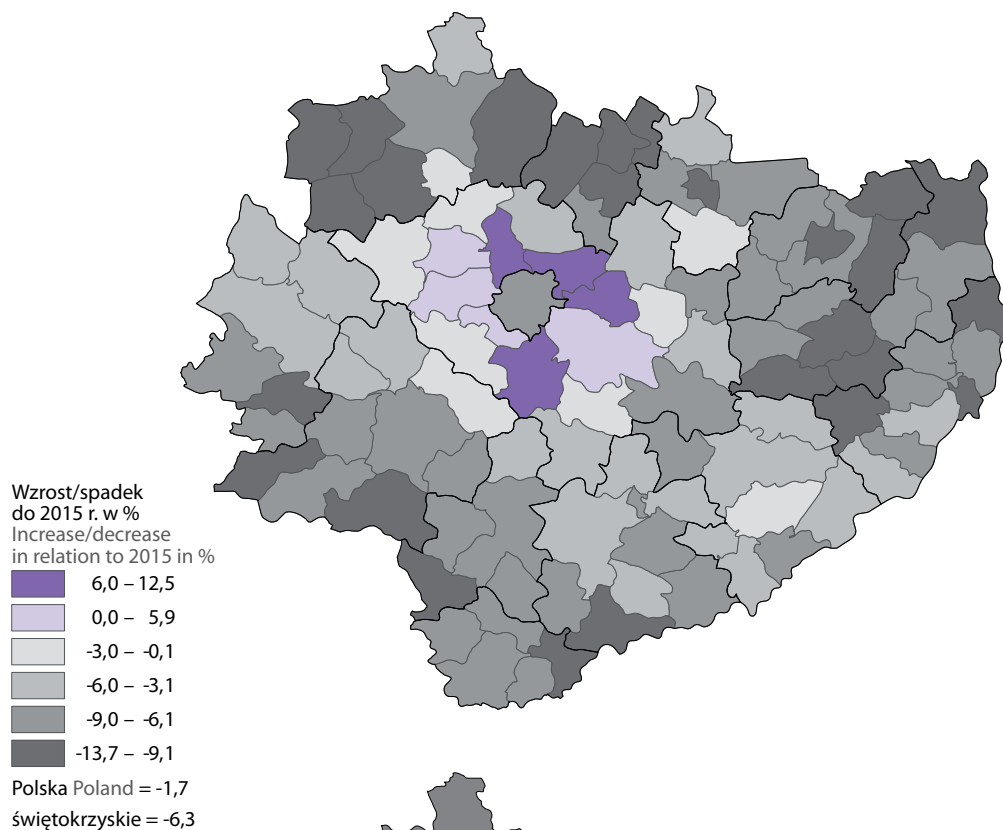 Wzrost/spadek
do 2015 r. w %
Increase/decrease
in relation to 2015 in %
6,0 – 12,5
0,0 – 5,9
-3,0 – -0,1
-6,0 – -3,1
-9,0 – -6,1
-13,7 – -9,1
Polska Poland = -1,7
świętokrzyskie = -6,3